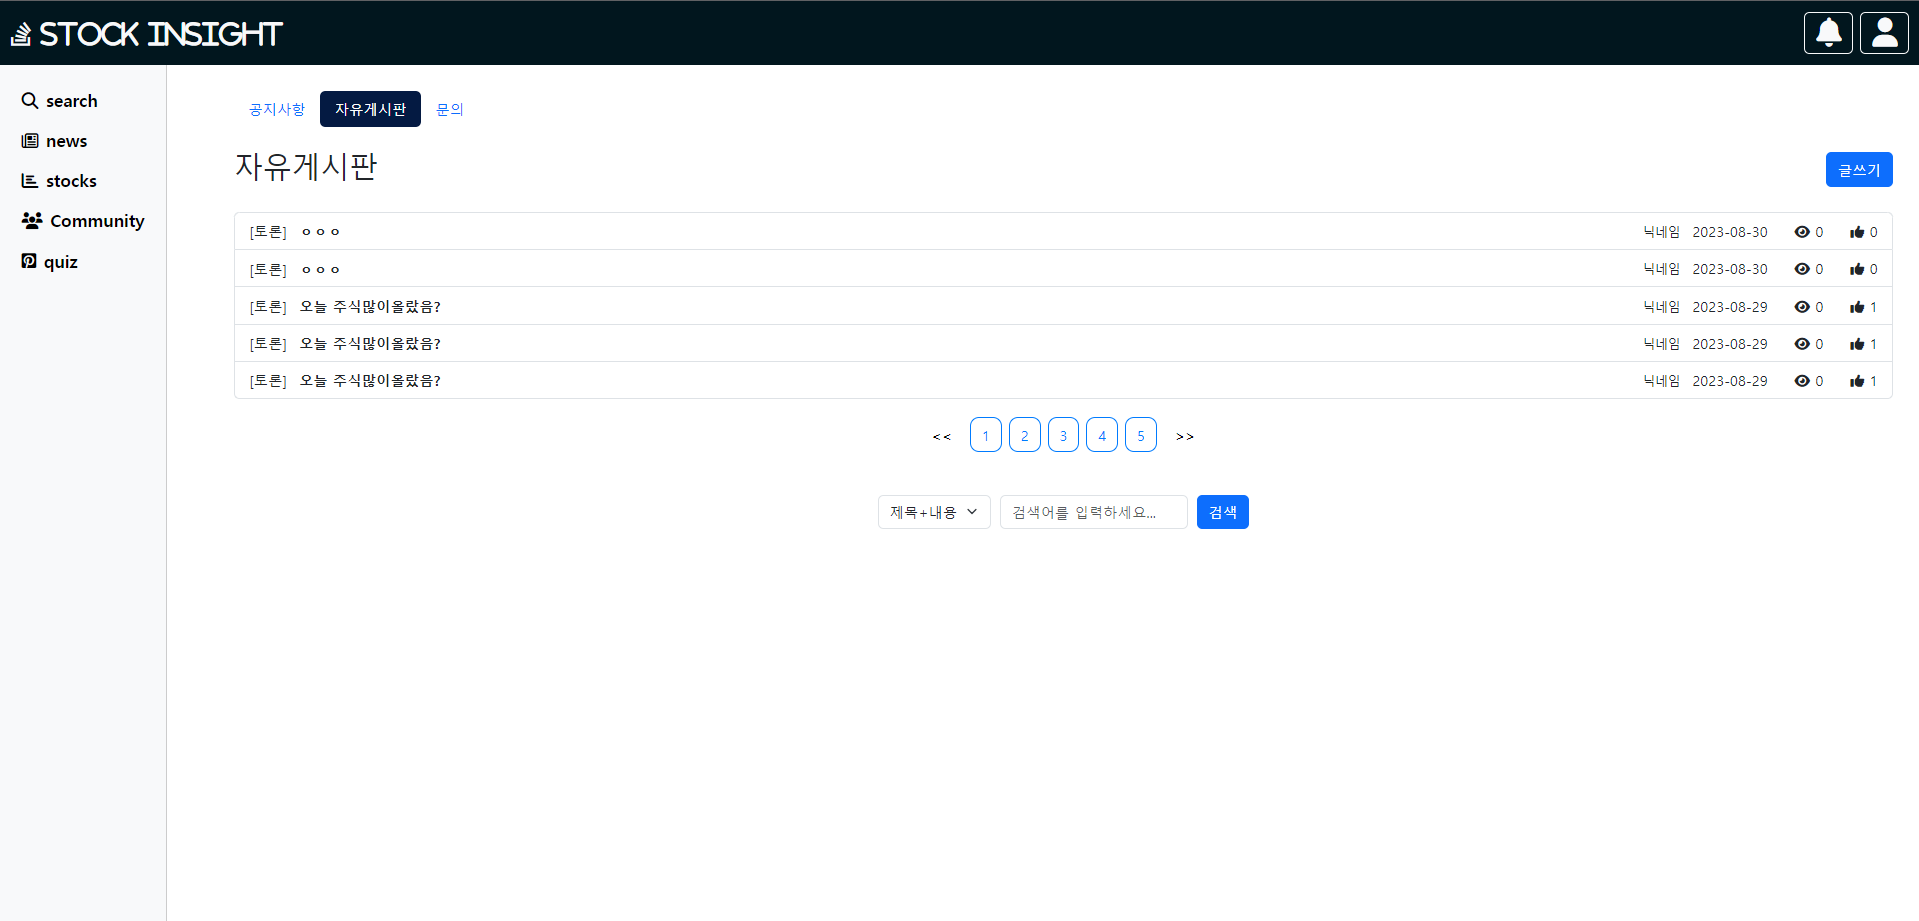 STOCK INSIGHT
search
news
stocks
Community
quiz
공지사항 자유게시판 문의
자유게시판
글쓰기
[토론] ㅇㅇㅇ 닉네임 2023-08-30 0 0
[토론] ㅇㅇㅇ 닉네임 2023-08-30 0 0
[토론] 오늘 주식많이올랐음? 닉네임 2023-08-29 0 1
[토론] 오늘 주식많이올랐음? 닉네임 2023-08-29 0 1
[토론] 오늘 주식많이올랐음? 닉네임 2023-08-29 0 1
<< 1 2 3 4 5 >>
제목+내용 검색어를 입력하세요... 검색